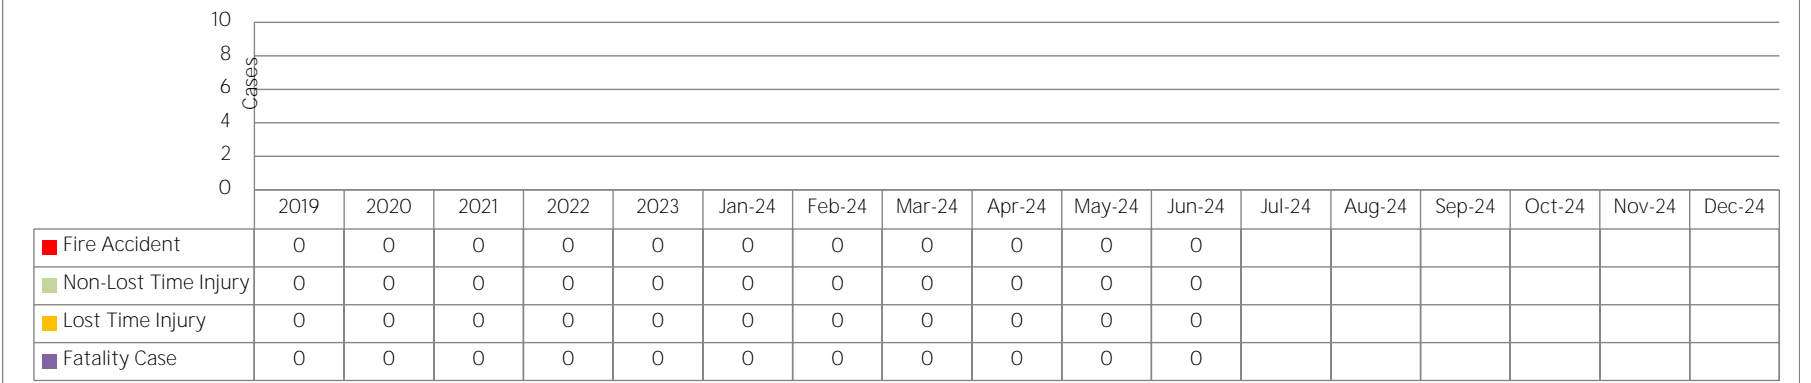 10
8
6
4
2
0
Cases
2019 2020 2021 2022 2023 Jan-24 Feb-24 Mar-24 Apr-24 May-24 Jun-24 Jul-24 Aug-24 Sep-24 Oct-24 Nov-24 Dec-24
Fire Accident 0 0 0 0 0 0 0 0 0 0 0
Non-Lost Time Injury 0 0 0 0 0 0 0 0 0 0 0
Lost Time Injury 0 0 0 0 0 0 0 0 0 0 0
Fatality Case 0 0 0 0 0 0 0 0 0 0 0